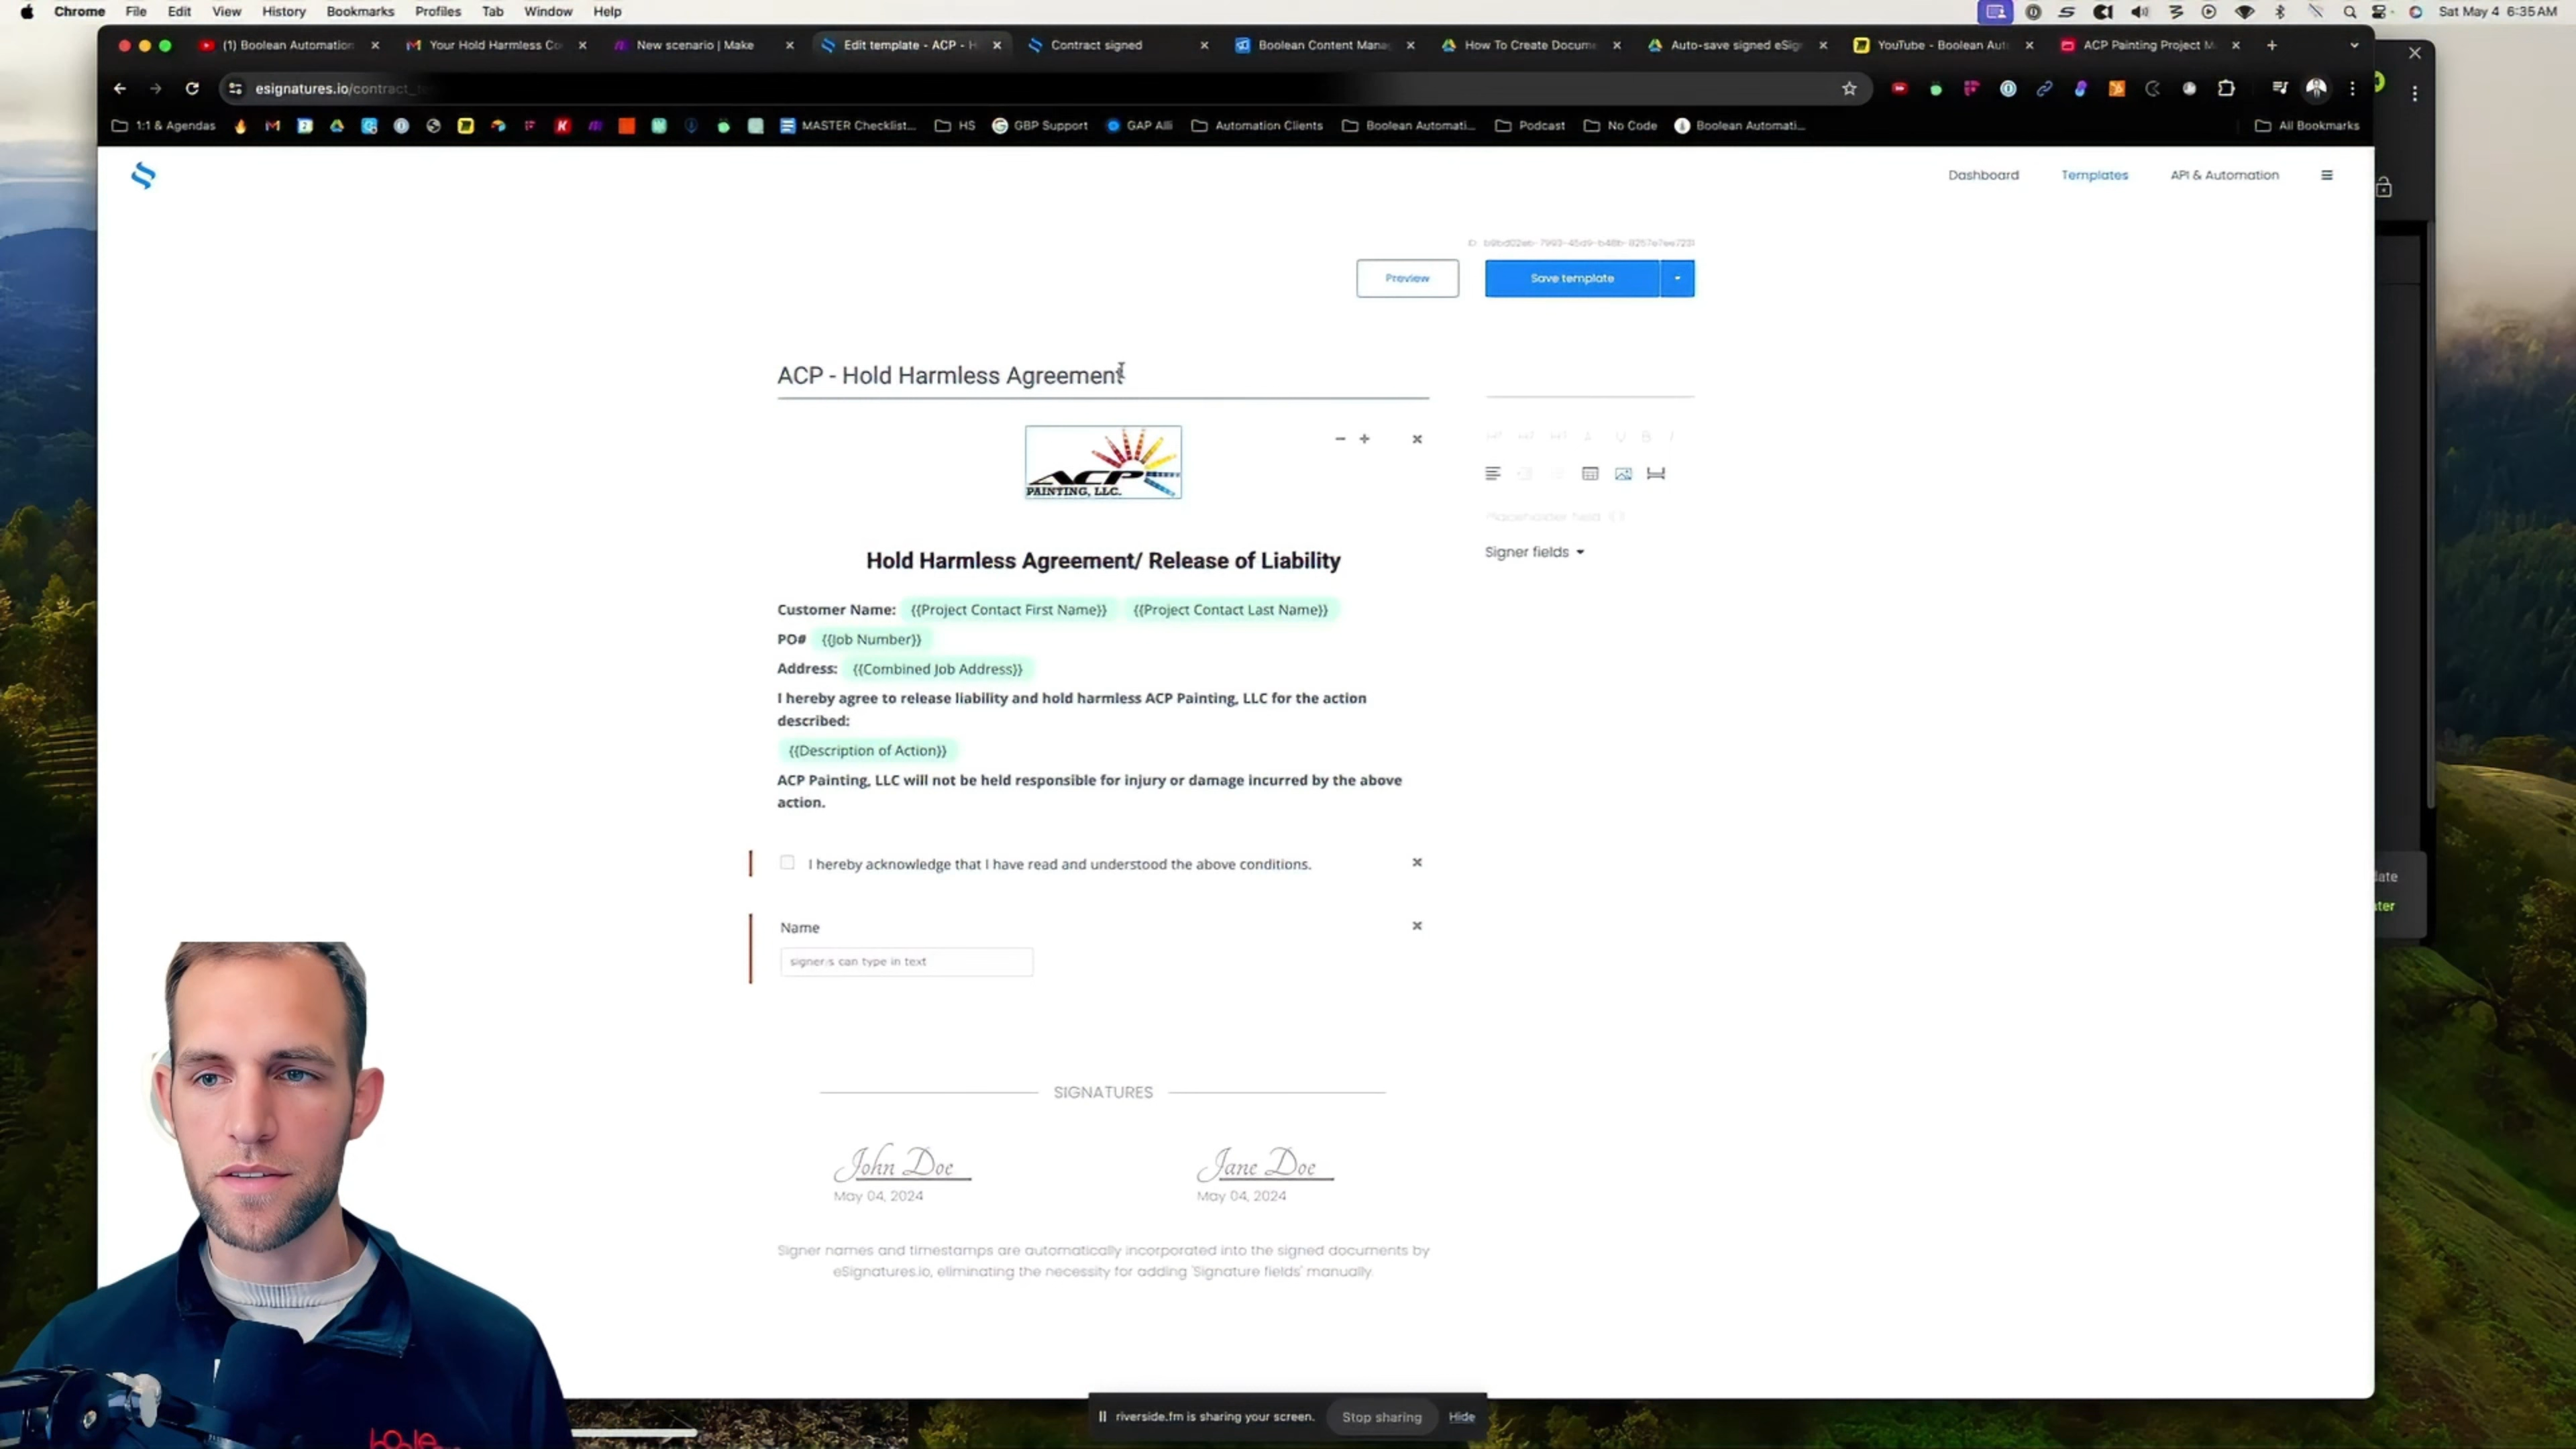 Chrome File Edit View History Bookmarks Profiles Tab Window Help
Sat May 4 6:35 AM
(1) Boolean Automation
Your Hold Harmless Co
New scenario | Make
Edit template - ACP - H
Contract signed
Boolean Content Mana
How To Create Docum
Auto-save signed eSig
YouTube - Boolean Aut
ACP Painting Project M
esignatures.io/contract_
1:1 & Agendas
MASTER Checklist...
HS
GBP Support
GAP Alli
Automation Clients
Boolean Automati...
Podcast
No Code
Boolean Automati...
All Bookmarks
Dashboard
Templates
API & Automation
Preview
Save template
ACP - Hold Harmless Agreement
ACP
PAINTING, LLC.
Hold Harmless Agreement/ Release of Liability
Signer fields
Customer Name: {{Project Contact First Name}} {{Project Contact Last Name}}
PO# {{Job Number}}
Address: {{Combined Job Address}}
I hereby agree to release liability and hold harmless ACP Painting, LLC for the action
described:
{{Description of Action}}
ACP Painting, LLC will not be held responsible for injury or damage incurred by the above
action.
I hereby acknowledge that I have read and understood the above conditions.
Name
signers can type in text
SIGNATURES
John Doe
Jane Doe
May 04, 2024
May 04, 2024
Signer names and timestamps are automatically incorporated into the signed documents by
eSignatures.io, eliminating the necessity for adding 'Signature fields' manually.
riverside.fm is sharing your screen.
Stop sharing
Hide